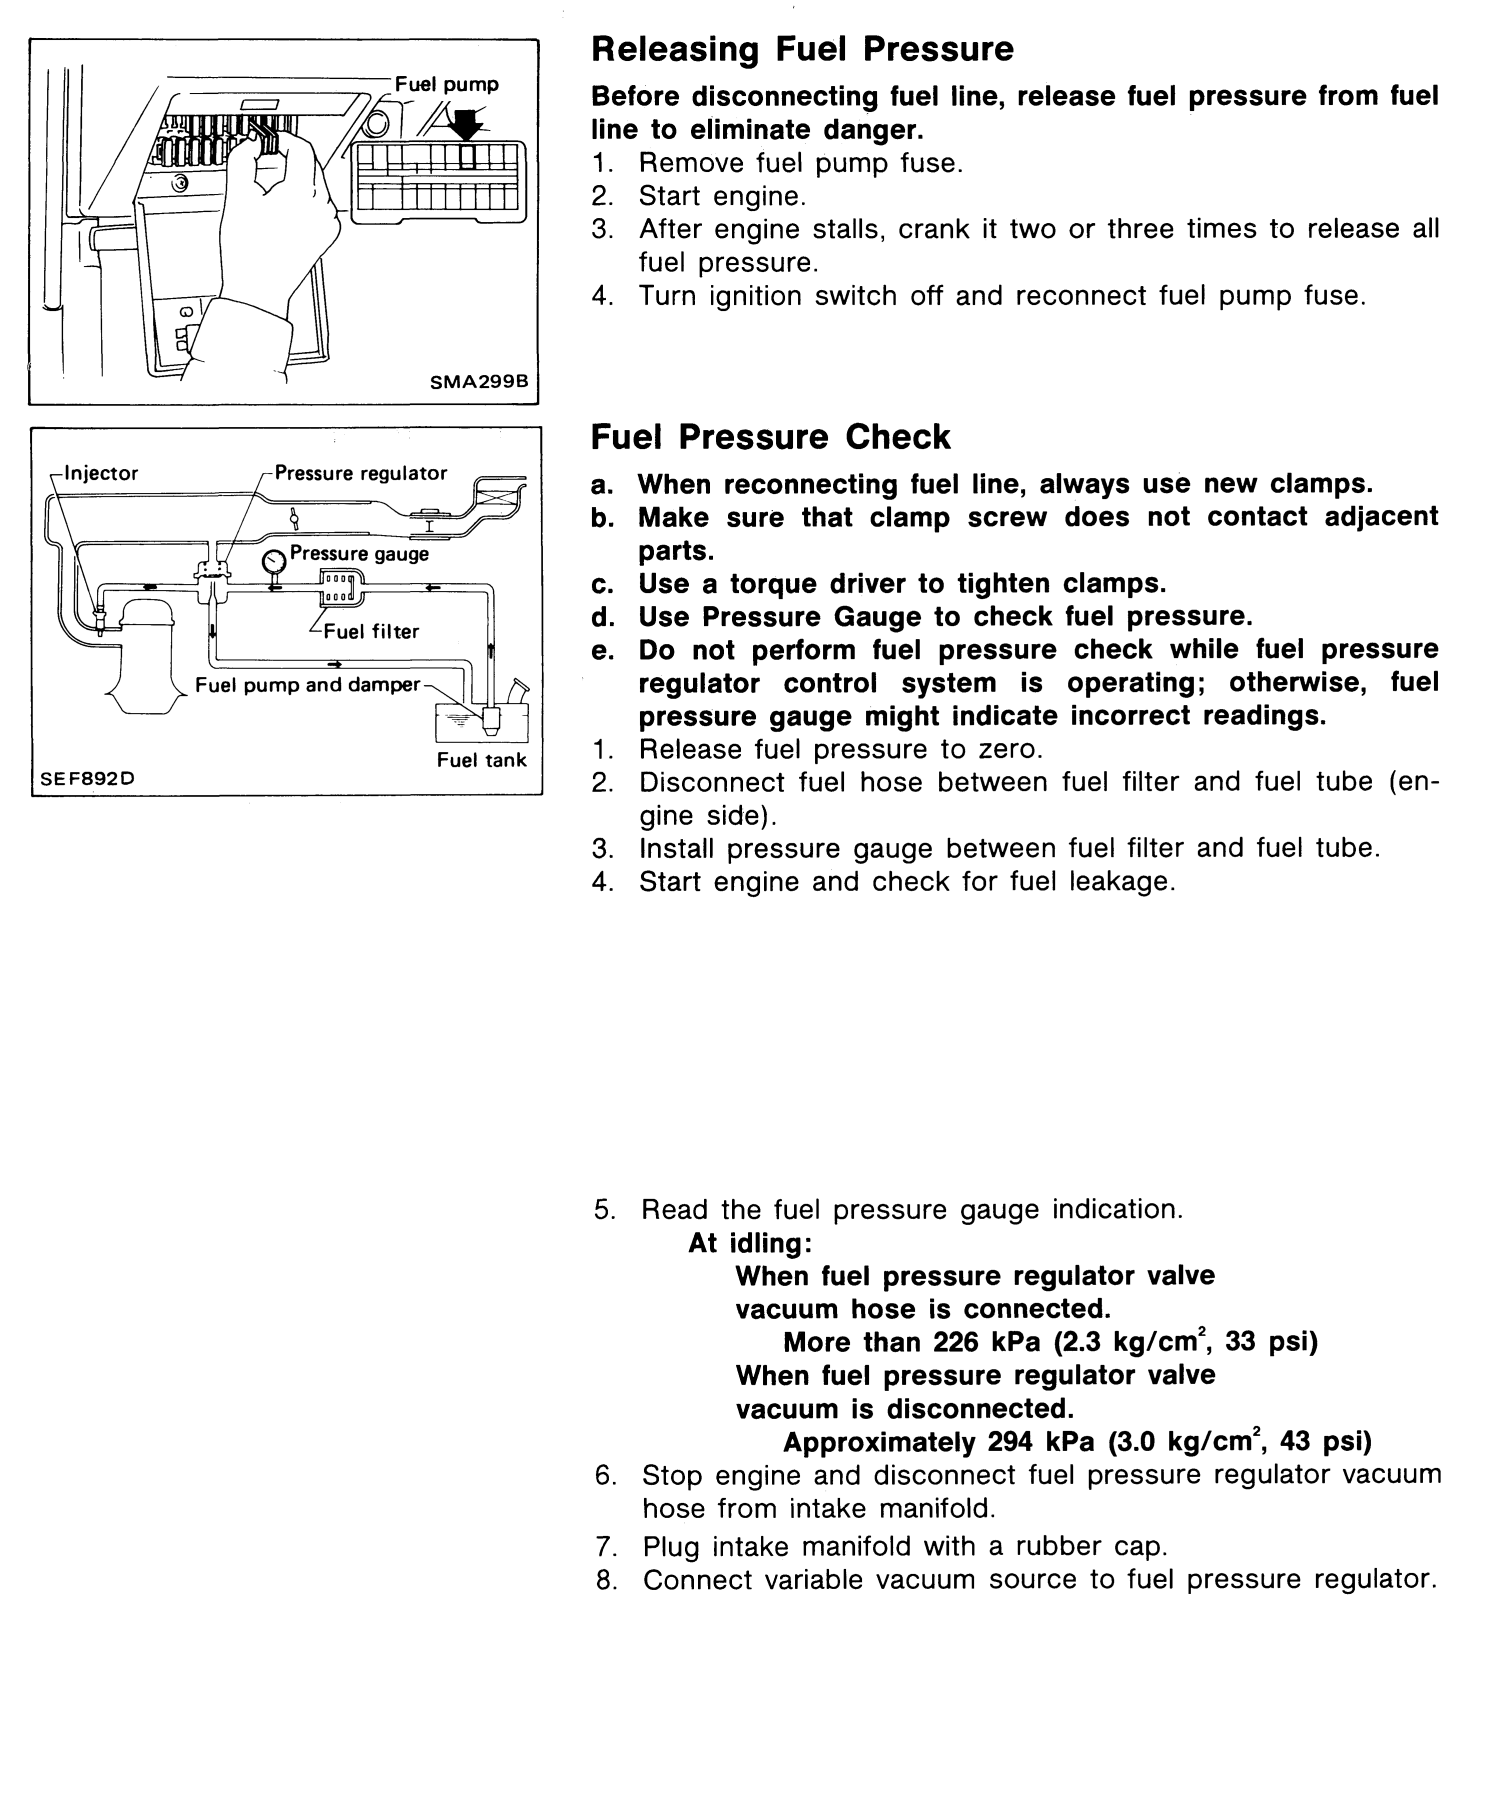 Fuel pump
SMA299B
Releasing Fuel Pressure
Before disconnecting fuel line, release fuel pressure from fuel
line to eliminate danger.
1. Remove fuel pump fuse.
2. Start engine.
3. After engine stalls, crank it two or three times to release all
fuel pressure.
4. Turn ignition switch off and reconnect fuel pump fuse.
Injector
Pressure regulator
Pressure gauge
Fuel filter
Fuel pump and damper
Fuel tank
SEF892D
Fuel Pressure Check
a. When reconnecting fuel line, always use new clamps.
b. Make sure that clamp screw does not contact adjacent
parts.
c. Use a torque driver to tighten clamps.
d. Use Pressure Gauge to check fuel pressure.
e. Do not perform fuel pressure check while fuel pressure
regulator control system is operating; otherwise, fuel
pressure gauge might indicate incorrect readings.
1. Release fuel pressure to zero.
2. Disconnect fuel hose between fuel filter and fuel tube (en-
gine side).
3. Install pressure gauge between fuel filter and fuel tube.
4. Start engine and check for fuel leakage.
5. Read the fuel pressure gauge indication.
At idling:
When fuel pressure regulator valve
vacuum hose is connected.
More than 226 kPa (2.3 kg/cm², 33 psi)
When fuel pressure regulator valve
vacuum is disconnected.
Approximately 294 kPa (3.0 kg/cm², 43 psi)
6. Stop engine and disconnect fuel pressure regulator vacuum
hose from intake manifold.
7. Plug intake manifold with a rubber cap.
8. Connect variable vacuum source to fuel pressure regulator.